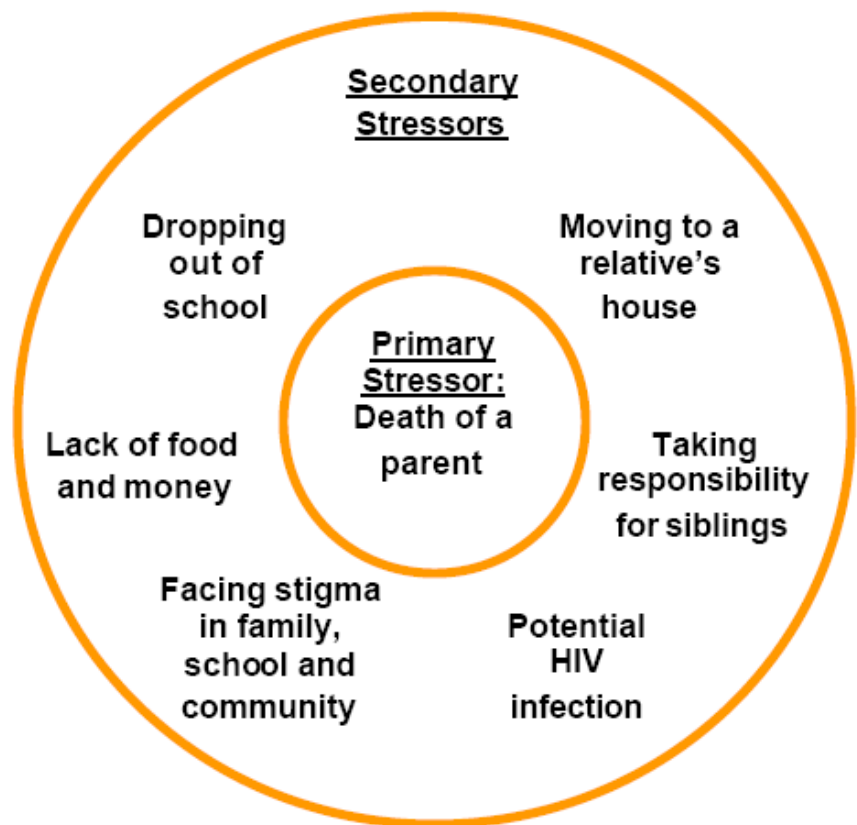 Secondary
Stressors
Dropping
out of
school
Moving to a
relative's
house
Primary
Stressor:
Death of a
parent
Lack of food
and money
Taking
responsibility
for siblings
Facing stigma
in family,
school and
community
Potential
HIV
infection